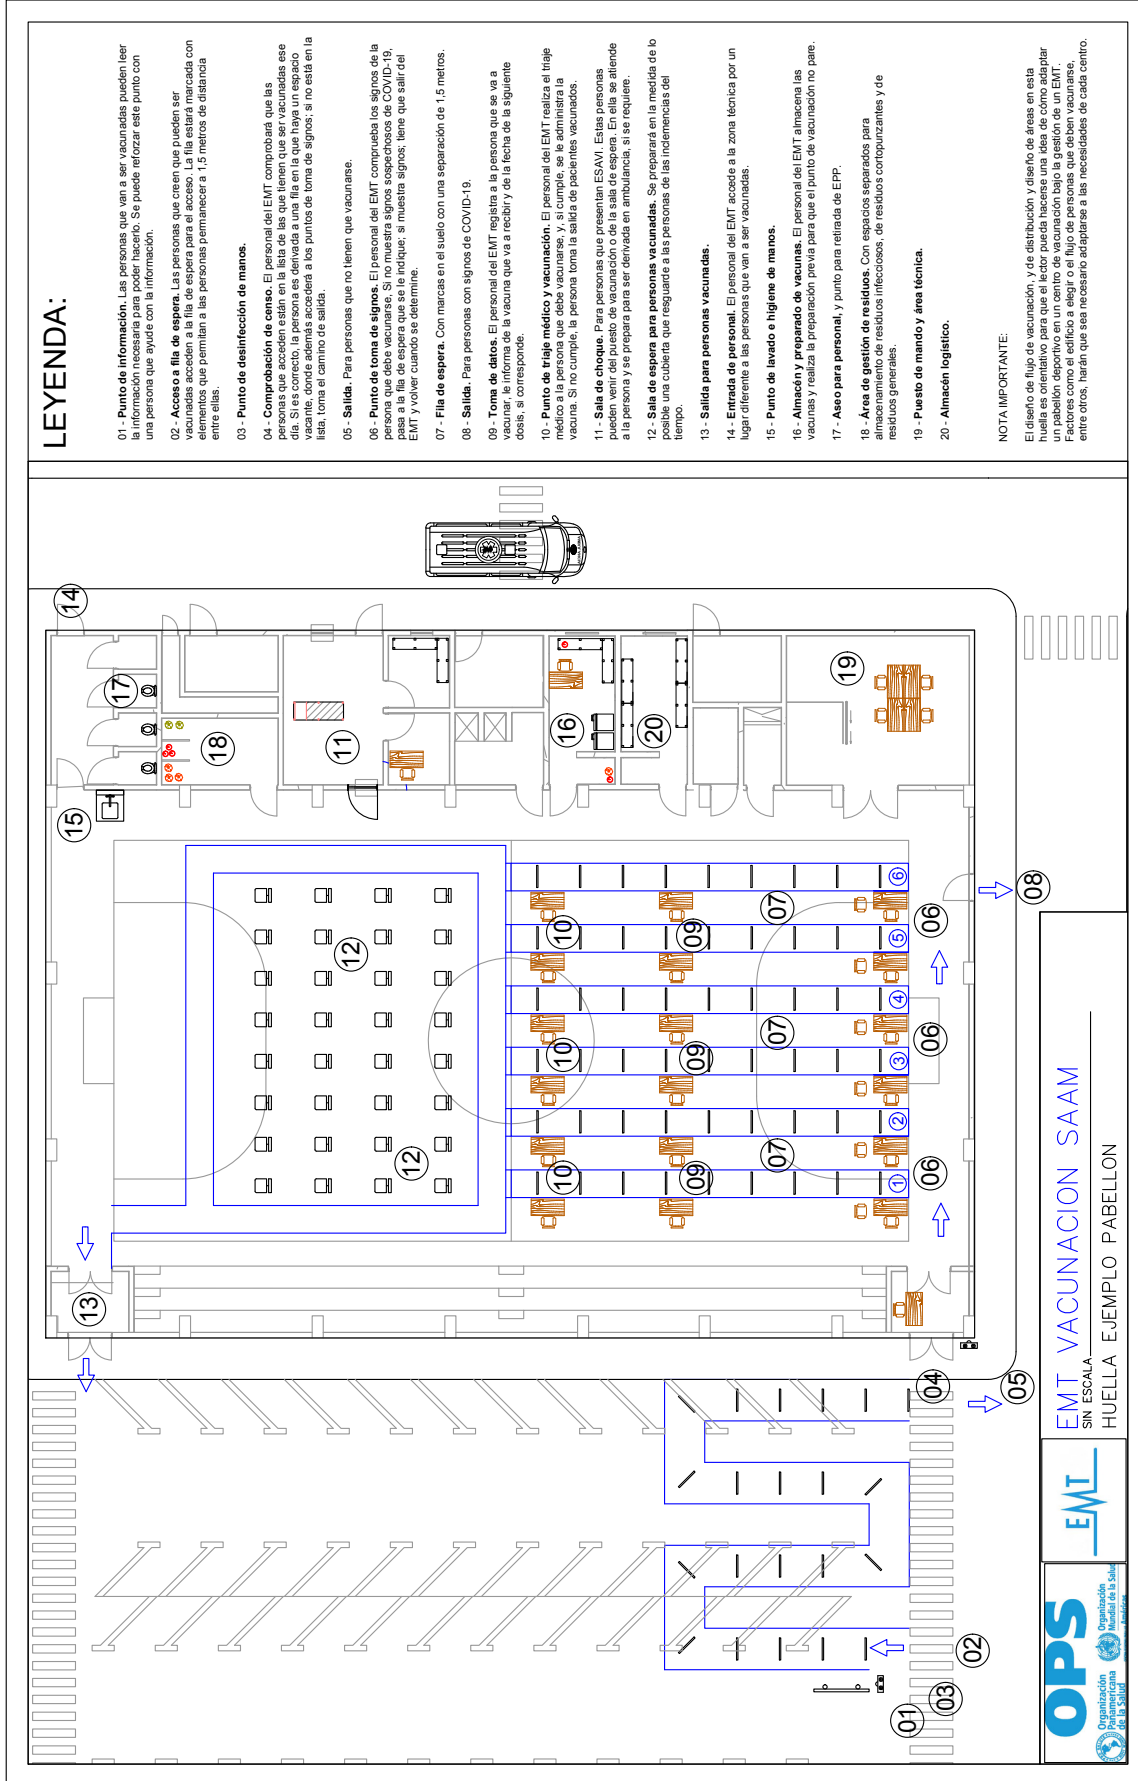 LEYENDA:
01 - Punto de información. Las personas que van a ser vacunadas pueden leer
la información necesaria para poder hacerlo. Se puede reforzar este punto con
una persona que ayude con la información.
02 - Acceso a fila de espera. Las personas que creen que pueden ser
vacunadas acceden a la fila de espera para el acceso. La fila estará marcada con
elementos que permitan a las personas permanecer a 1,5 metros de distancia
entre ellas.
03 - Punto de desinfección de manos.
04 - Comprobación de censo. El personal del EMT comprobará que las
personas que acceden están en la lista de las que tienen que ser vacunadas ese
día. Si es correcto, la persona es derivada a una fila en la que haya un espacio
vacante, donde además accederá a los puntos de toma de signos; si no está en la
lista, toma el camino de salida.
05 - Salida. Para personas que no tienen que vacunarse.
06 - Punto de toma de signos. El personal del EMT comprueba los signos de la
persona que debe vacunarse. Si no muestra signos sospechosos de COVID-19,
pasa a la fila de espera que se le indique; si muestra signos; tiene que salir del
EMT y volver cuando se determine.
07 - Fila de espera. Con marcas en el suelo con una separación de 1,5 metros.
08 - Salida. Para personas con signos de COVID-19.
09 - Toma de datos. El personal del EMT registra a la persona que se va a
vacunar, le informa de la vacuna que va a recibir y de la fecha de la siguiente
dosis, si corresponde.
10 - Punto de triaje médico y vacunación. El personal del EMT realiza el triaje
médico a la persona que debe vacunarse, y, si cumple, se le administra la
vacuna. Si no cumple, la persona toma la salida de pacientes vacunados.
11 - Sala de choque. Para personas que presentan ESAVI. Estas personas
pueden venir del puesto de vacunación o de la sala de espera. En ella se atiende
a la persona y se prepara para ser derivada en ambulancia, si se requiere.
12 - Sala de espera para personas vacunadas. Se preparará en la medida de lo
posible una cubierta que resguarde a las personas de las inclemencias del
tiempo.
13 - Salida para personas vacunadas.
14 - Entrada de personal. El personal del EMT accede a la zona técnica por un
lugar diferente a las personas que van a ser vacunadas.
15 - Punto de lavado e higiene de manos.
16 - Almacén y preparado de vacunas. El personal del EMT almacena las
vacunas y realiza la preparación previa para que el punto de vacunación no pare.
17 - Aseo para personal, y punto para retirada de EPP.
18 - Área de gestión de residuos. Con espacios separados para
almacenamiento de residuos infecciosos, de residuos cortopunzantes y de
residuos generales.
19 - Puesto de mando y área técnica.
20 - Almacén logístico.
NOTA IMPORTANTE:
El diseño de flujo de vacunación, y de distribución y diseño de áreas en esta
huella es orientativo para que el lector pueda hacerse una idea de cómo adaptar
un pabellón deportivo en un centro de vacunación bajo la gestión de un EMT.
Factores como el edificio a elegir o el flujo de personas que deben vacunarse,
entre otros, harán que sea necesario adaptarse a las necesidades de cada centro.
14
17
18
15
11
16
20
19
12
12
13
10
10
10
09
09
09
07
07
07
1
2
3
4
5
6
06
06
06
08
04
05
02
03
01
EMT VACUNACION SAAM
SIN ESCALA
HUELLA EJEMPLO PABELLON
EMT
OPS
Organización
Panamericana
de la Salud
Organización
Mundial de la Salud
Américas